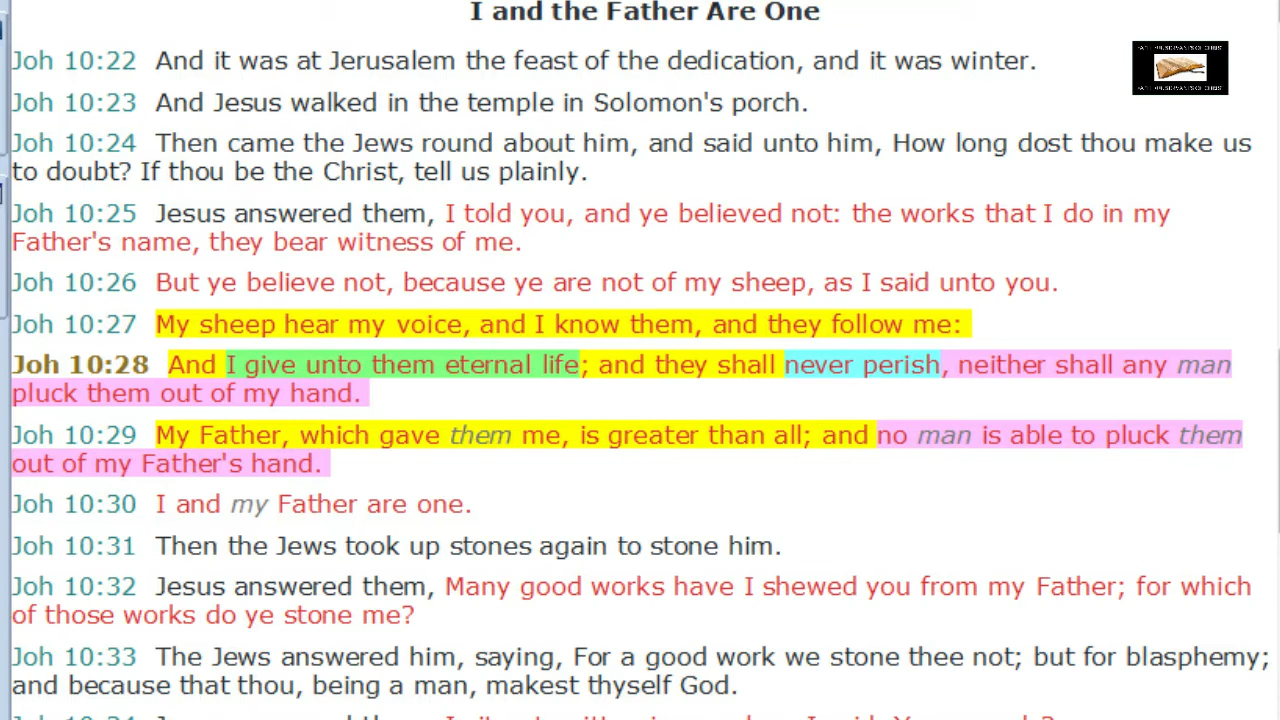 I and the Father Are One
Joh 10:22 And it was at Jerusalem the feast of the dedication, and it was winter.
Joh 10:23 And Jesus walked in the temple in Solomon's porch.
Joh 10:24 Then came the Jews round about him, and said unto him, How long dost thou make us
to doubt? If thou be the Christ, tell us plainly.
Joh 10:25 Jesus answered them, I told you, and ye believed not: the works that I do in my
Father's name, they bear witness of me.
Joh 10:26 But ye believe not, because ye are not of my sheep, as I said unto you.
Joh 10:27 My sheep hear my voice, and I know them, and they follow me:
Joh 10:28 And I give unto them eternal life; and they shall never perish, neither shall any man
pluck them out of my hand.
Joh 10:29 My Father, which gave them me, is greater than all; and no man is able to pluck them
out of my Father's hand.
Joh 10:30 I and my Father are one.
Joh 10:31 Then the Jews took up stones again to stone him.
Joh 10:32 Jesus answered them, Many good works have I shewed you from my Father; for which
of those works do ye stone me?
Joh 10:33 The Jews answered him, saying, For a good work we stone thee not; but for blasphemy;
and because that thou, being a man, makest thyself God.